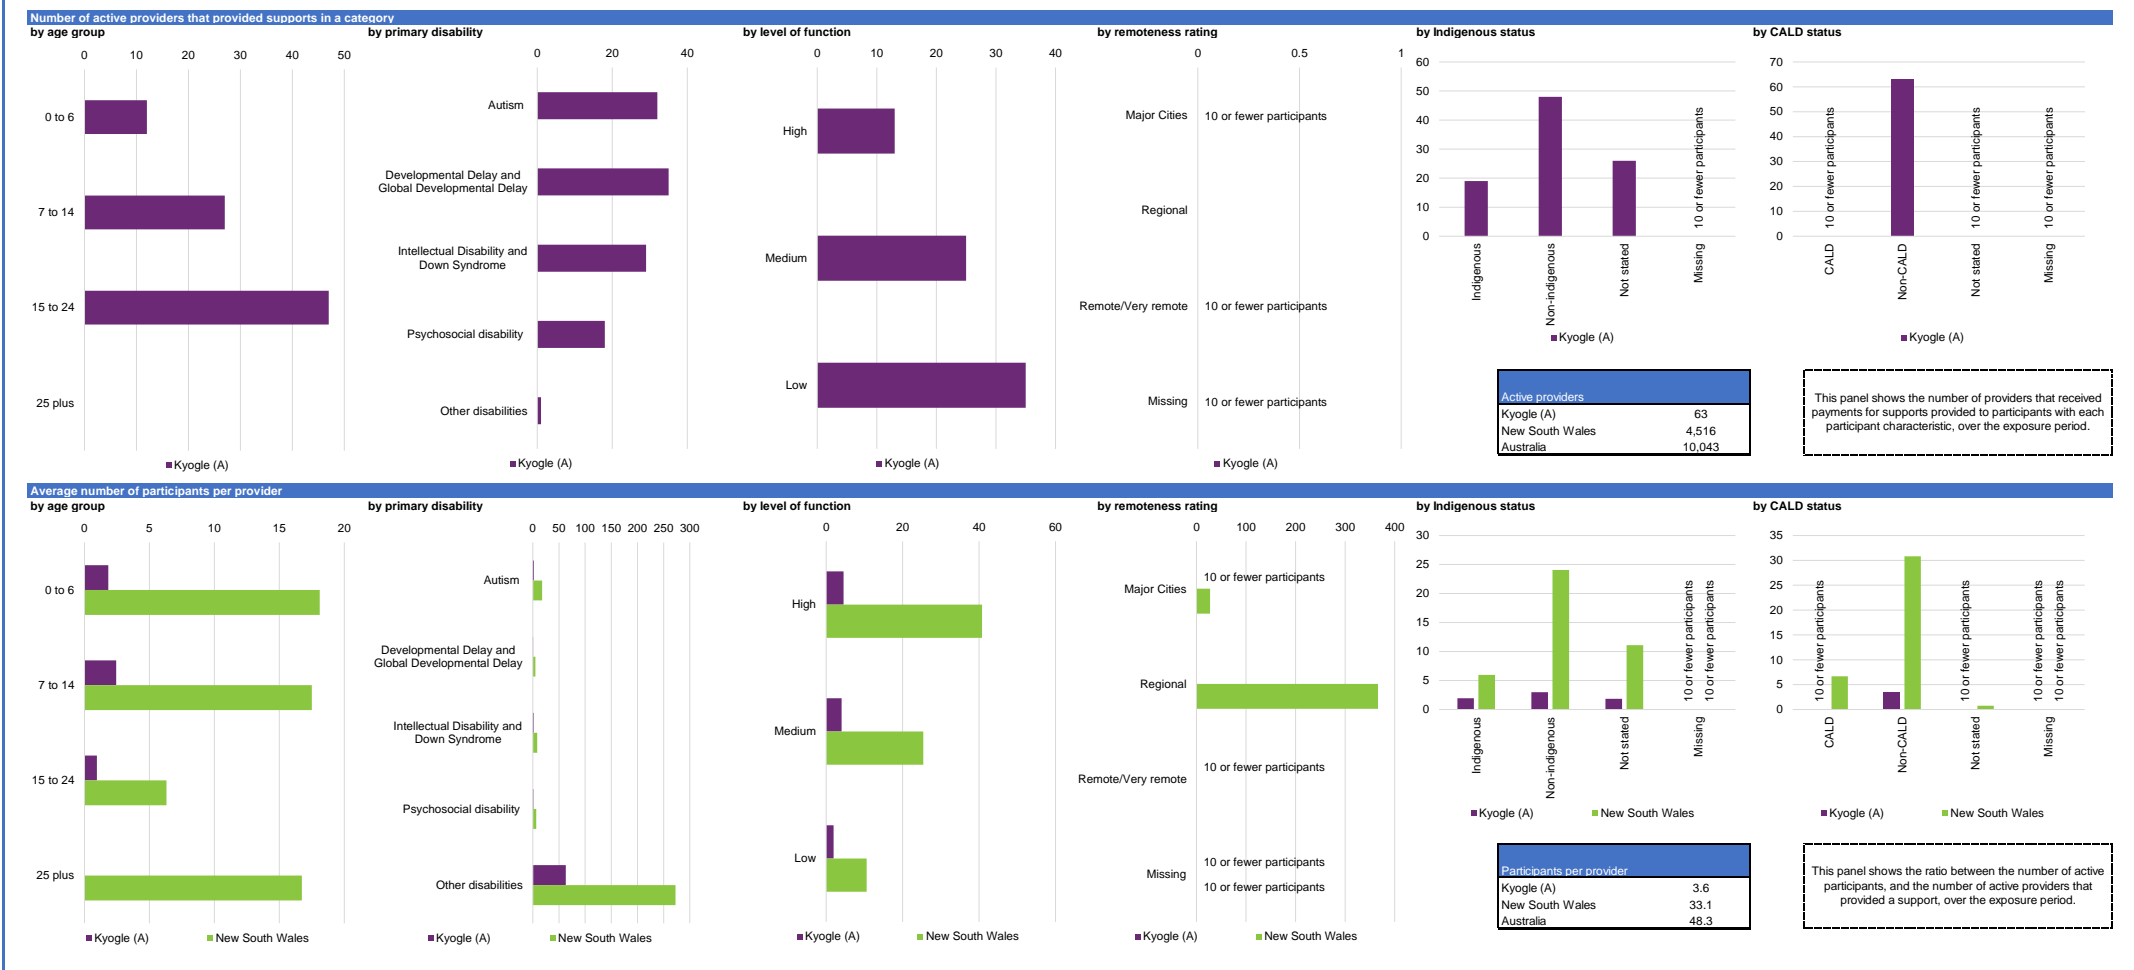 Number of active providers that provided supports in a category
by age group
0 10 20 30 40 50
0 to 6
7 to 14
15 to 24
25 plus
Kyogle (A)
by primary disability
0 20 40
Autism
Developmental Delay and
Global Developmental Delay
Intellectual Disability and
Down Syndrome
Psychosocial disability
Other disabilities
Kyogle (A)
by level of function
0 10 20 30 40
High
Medium
Low
Kyogle (A)
by remoteness rating
0 0.5 1
Major Cities 10 or fewer participants
Regional
Remote/Very remote 10 or fewer participants
Missing 10 or fewer participants
Kyogle (A)
by Indigenous status
60
50
40
30
20
10
0
10 or fewer participants
Indigenous
Non-indigenous
Not stated
Missing
Kyogle (A)
by CALD status
70
60
50
40
30
20
10
0
10 or fewer participants
10 or fewer participants
10 or fewer participants
CALD
Non-CALD
Not stated
Missing
Kyogle (A)
Active providers
Kyogle (A) 63
New South Wales 4,516
Australia 10,043
This panel shows the number of providers that received
payments for supports provided to participants with each
participant characteristic, over the exposure period.
Average number of participants per provider
by age group
0 5 10 15 20
0 to 6
7 to 14
15 to 24
25 plus
Kyogle (A) New South Wales
by primary disability
0 50 100 150 200 250 300
Autism
Developmental Delay and
Global Developmental Delay
Intellectual Disability and
Down Syndrome
Psychosocial disability
Other disabilities
Kyogle (A) New South Wales
by level of function
0 20 40 60
High
Medium
Low
Kyogle (A) New South Wales
by remoteness rating
0 100 200 300 400
10 or fewer participants
Major Cities
Regional
10 or fewer participants
Remote/Very remote
10 or fewer participants
Missing
10 or fewer participants
Kyogle (A) New South Wales
by Indigenous status
30
25
20
15
10
5
0
10 or fewer participants
10 or fewer participants
Indigenous
Non-indigenous
Not stated
Missing
Kyogle (A) New South Wales
by CALD status
35
30
25
20
15
10
5
0
10 or fewer participants
10 or fewer participants
10 or fewer participants
10 or fewer participants
CALD
Non-CALD
Not stated
Missing
Kyogle (A) New South Wales
Participants per provider
Kyogle (A) 3.6
New South Wales 33.1
Australia 48.3
This panel shows the ratio between the number of active
participants, and the number of active providers that
provided a support, over the exposure period.